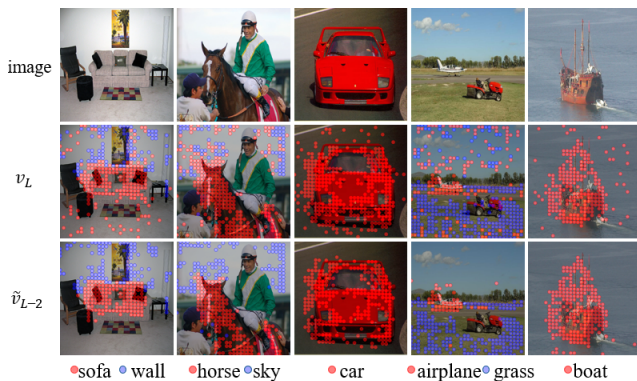 image
v_L
ṽ_{L−2}
sofa wall horse sky car airplane grass boat